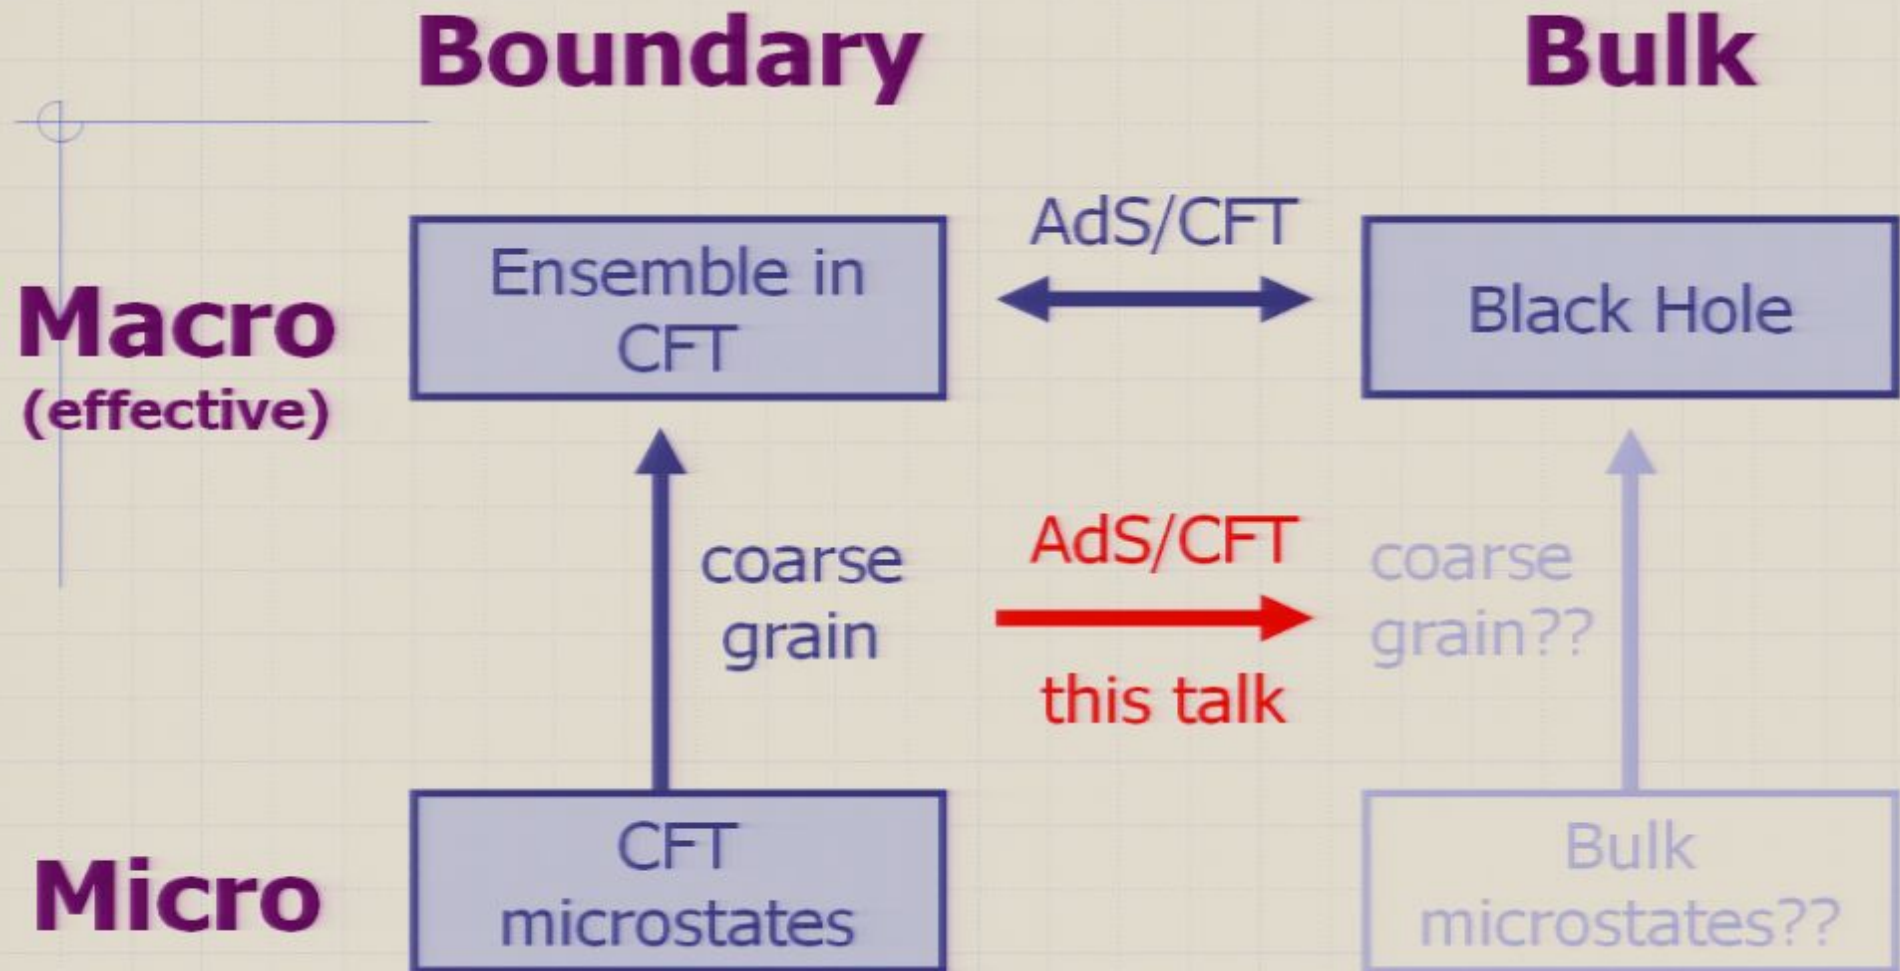 Boundary
Bulk
Macro
(effective)
Ensemble in
CFT
AdS/CFT
Black Hole
coarse
grain
AdS/CFT
this talk
coarse
grain??
Micro
CFT
microstates
Bulk
microstates??